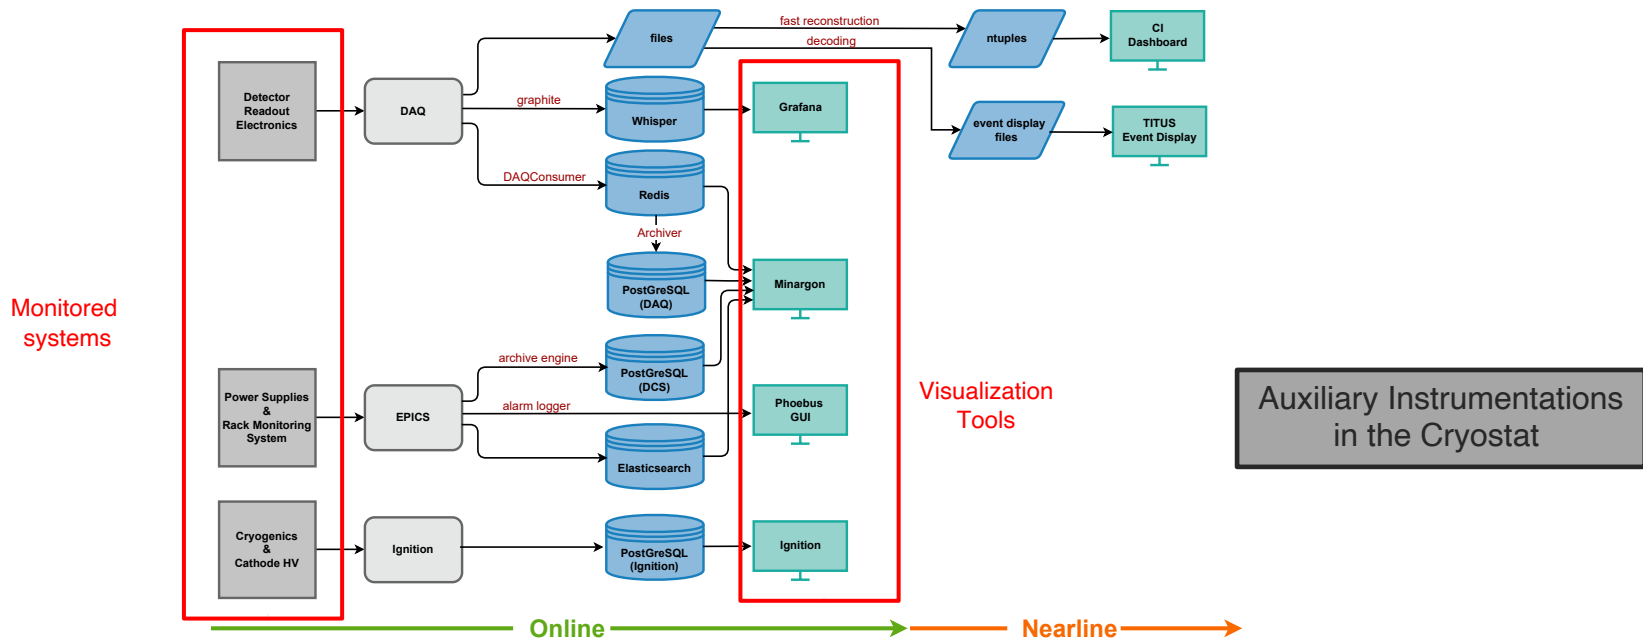 files
fast reconstruction
decoding
ntuples
CI
Dashboard
Detector
Readout
Electronics
DAQ
graphite
Whisper
Grafana
event display
files
TITUS
Event Display
DAQConsumer
Redis
Archiver
PostGreSQL
(DAQ)
Minargon
Monitored
systems
archive engine
PostGreSQL
(DCS)
Power Supplies
&
Rack Monitoring
System
EPICS
alarm logger
Phoebus
GUI
Visualization
Tools
Auxiliary Instrumentations
in the Cryostat
Elasticsearch
Cryogenics
&
Cathode HV
Ignition
PostGreSQL
(Ignition)
Ignition
Online
Nearline